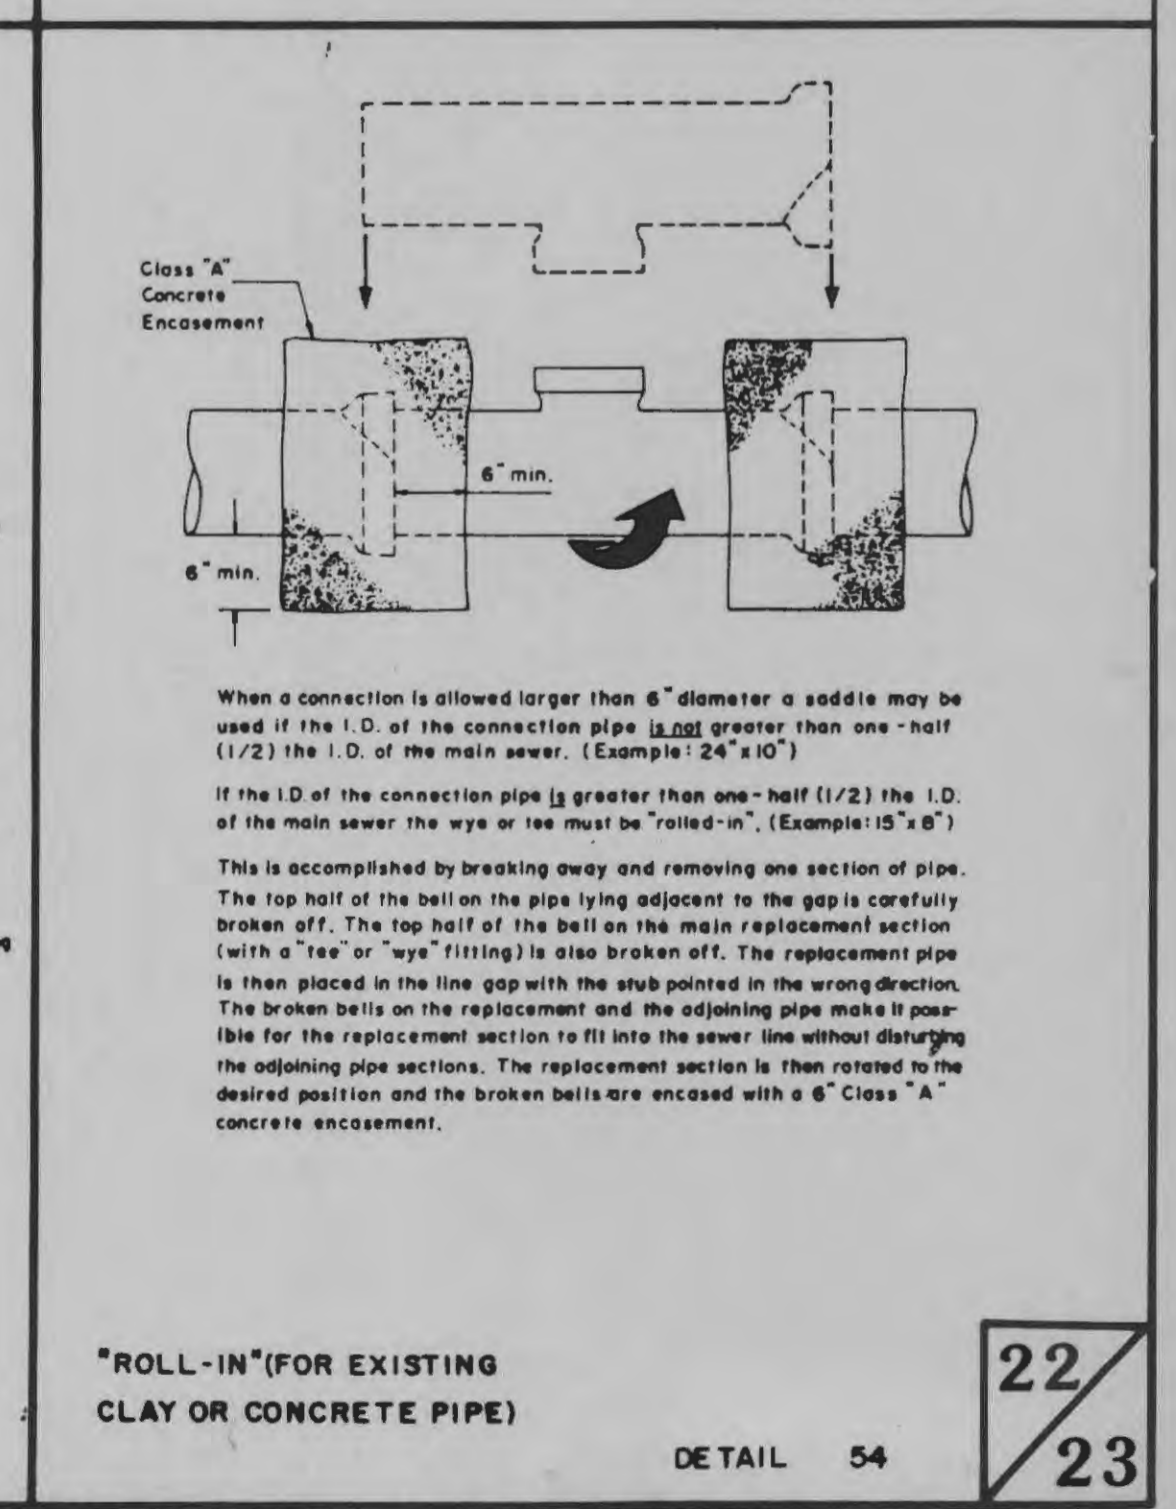 Class "A"
Concrete
Encasement
6" min.
6" min.
When a connection is allowed larger than 6" diameter a saddle may be
used if the I.D. of the connection pipe is not greater than one-half
(1/2) the I.D. of the main sewer. (Example: 24"x10")
If the I.D. of the connection pipe is greater than one-half (1/2) the I.D.
of the main sewer the wye or tee must be "rolled-in". (Example: 15"x8")
This is accomplished by breaking away and removing one section of pipe.
The top half of the bell on the pipe lying adjacent to the gap is carefully
broken off. The top half of the bell on the main replacement section
(with a "tee" or "wye" fitting) is also broken off. The replacement pipe
is then placed in the line gap with the stub pointed in the wrong direction.
The broken bells on the replacement and the adjoining pipe make it poss-
ible for the replacement section to fit into the sewer line without disturbing
the adjoining pipe sections. The replacement section is then rotated to the
desired position and the broken bells are encased with a 6" Class "A"
concrete encasement.
"ROLL-IN"(FOR EXISTING
CLAY OR CONCRETE PIPE)
DETAIL 54
22/23